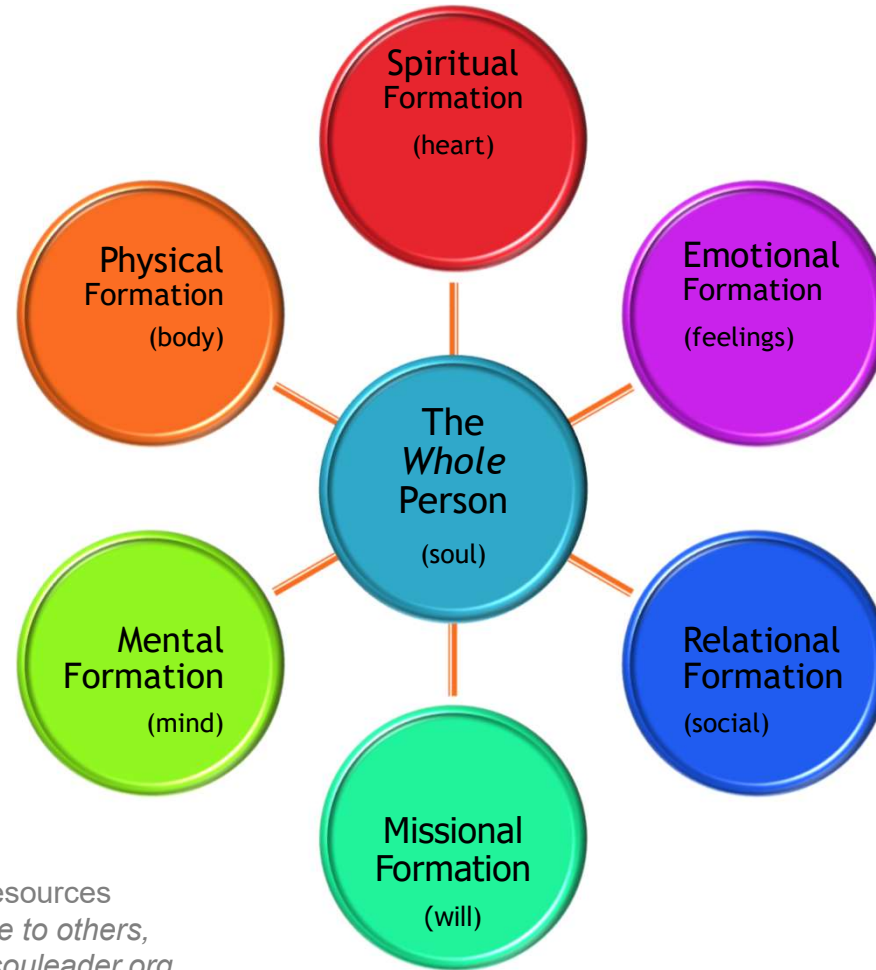 Spiritual
Formation
(heart)
Emotional
Formation
(feelings)
Relational
Formation
(social)
Missional
Formation
(will)
Mental
Formation
(mind)
Physical
Formation
(body)
The
Whole
Person
(soul)
to others,